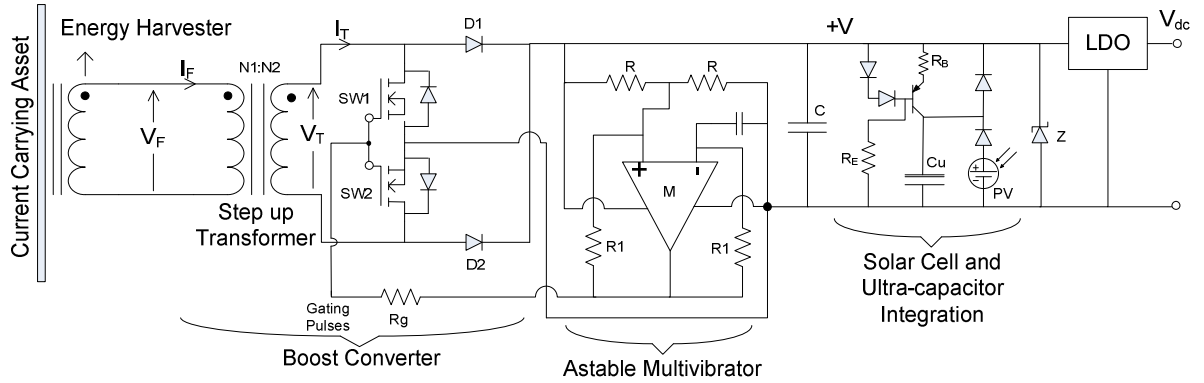 Current Carrying Asset
Energy Harvester
I_F
V_F
N1:N2
I_T
V_T
Step up
Transformer
D1
SW1
SW2
D2
Gating
Pulses
Rg
Boost Converter
R
R
+
-
M
R1
R1
Astable Multivibrator
C
+V
R_B
R_E
Cu
+
−
PV
Z
Solar Cell and
Ultra-capacitor
Integration
LDO
V_dc